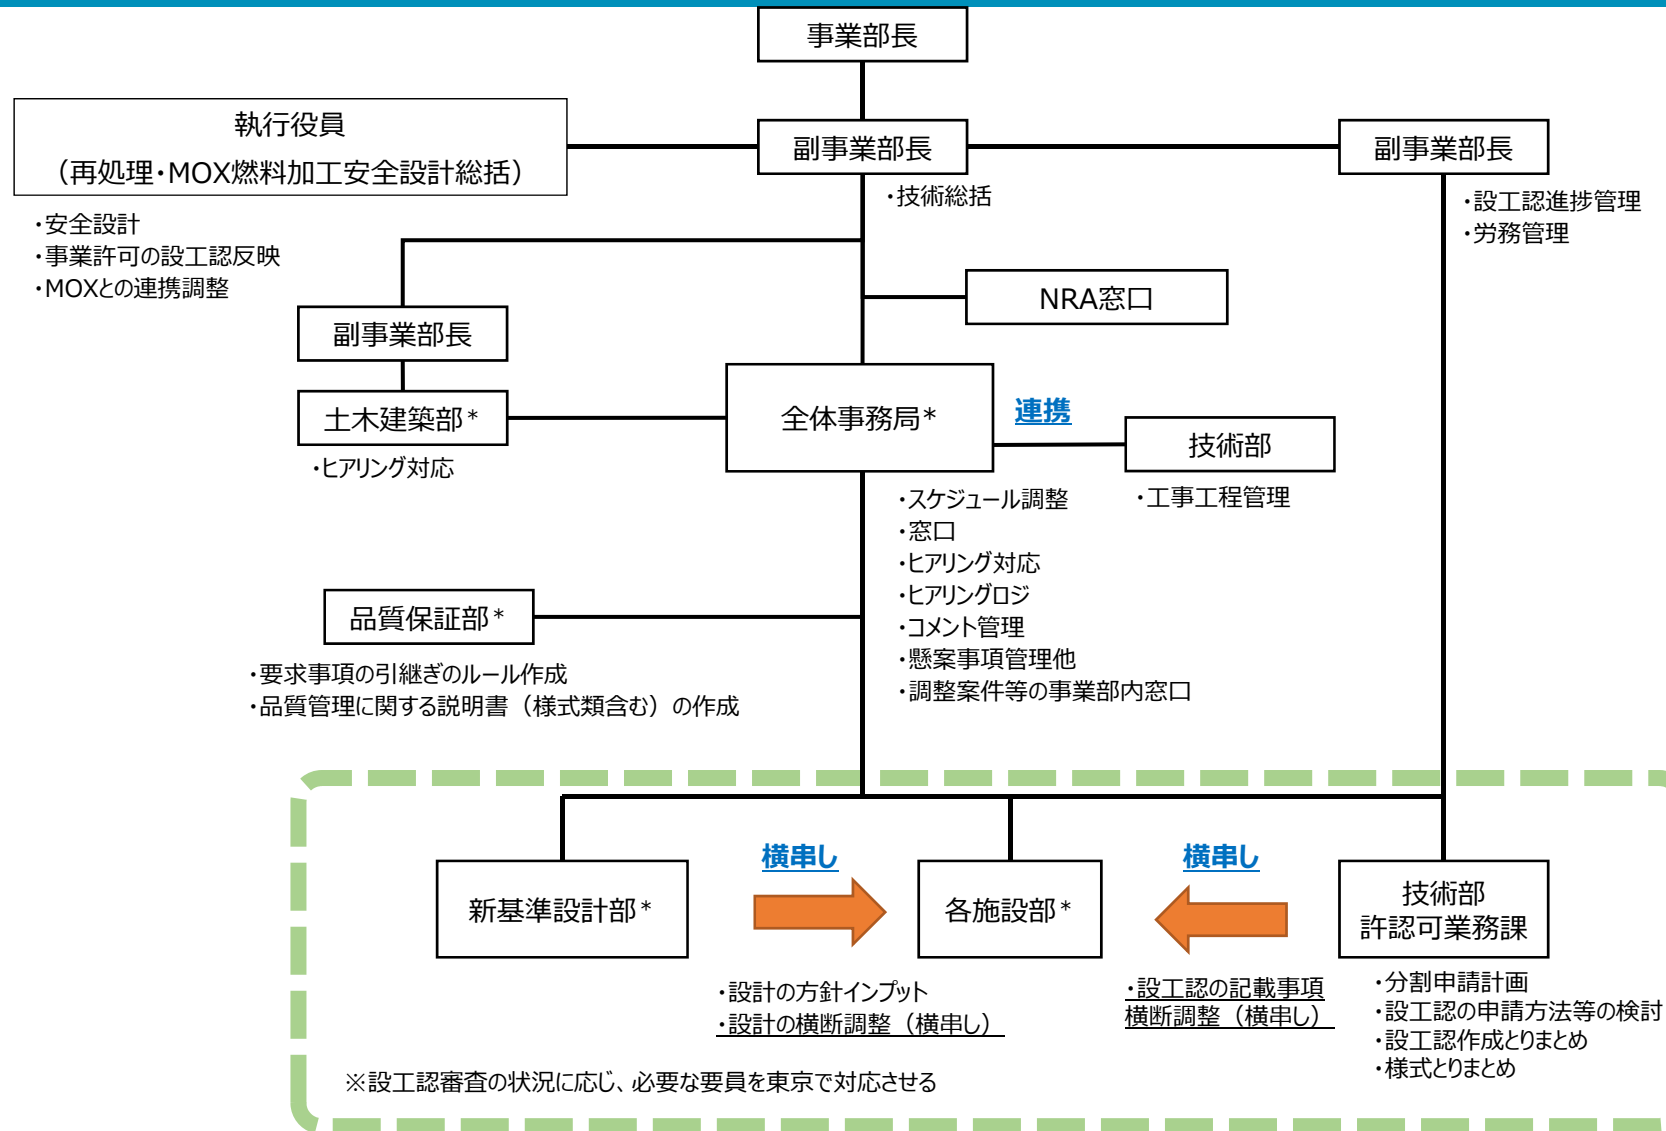 事業部長
執行役員
（再処理・MOX燃料加工安全設計総括）
副事業部長
副事業部長
・技術総括
・安全設計
・事業許可の設工認反映
・MOXとの連携調整
・設工認進捗管理
・労務管理
NRA窓口
副事業部長
土木建築部*
・ヒアリング対応
全体事務局*
連携
技術部
・工事工程管理
・スケジュール調整
・窓口
・ヒアリング対応
・ヒアリングロジ
・コメント管理
・懸案事項管理他
・調整案件等の事業部内窓口
品質保証部*
・要求事項の引継ぎのルール作成
・品質管理に関する説明書（様式類含む）の作成
新基準設計部*
横串し
各施設部*
横串し
技術部
許認可業務課
・設計の方針インプット
・設計の横断調整（横串し）
・設工認の記載事項
横断調整（横串し）
・分割申請計画
・設工認の申請方法等の検討
・設工認作成とりまとめ
・様式とりまとめ
※設工認審査の状況に応じ、必要な要員を東京で対応させる